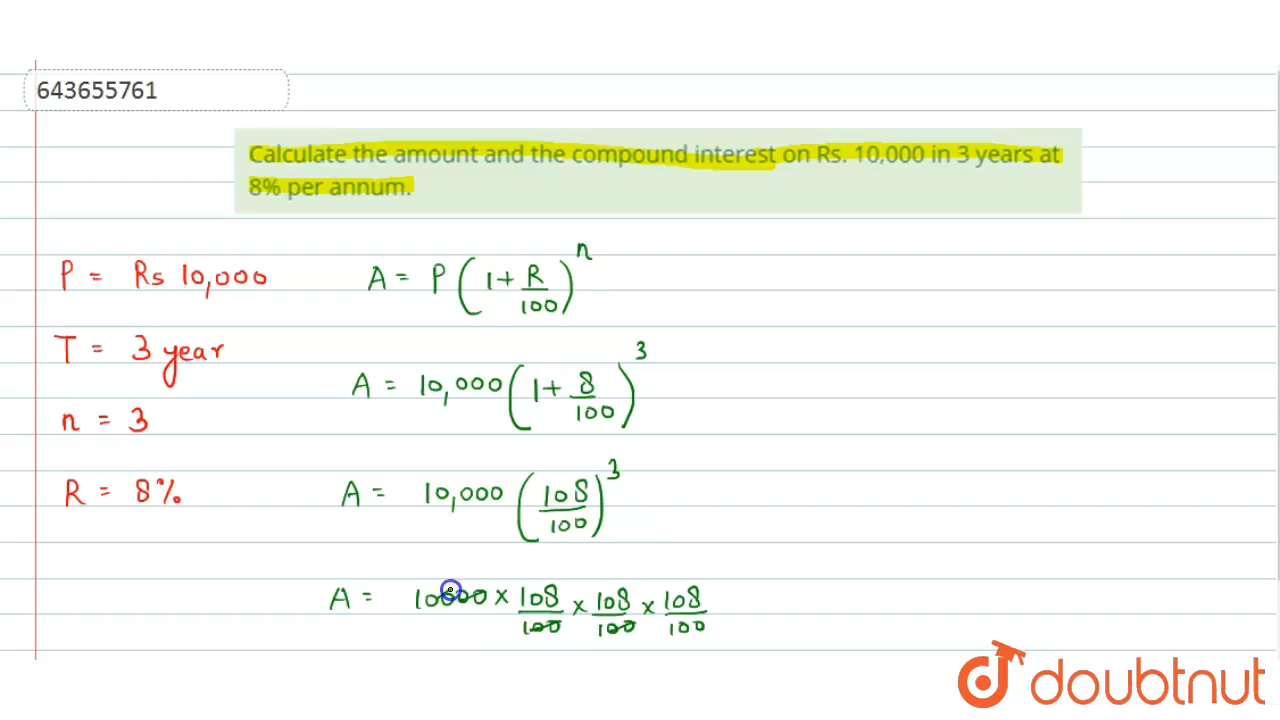 643655761
Calculate the amount and the compound interest on Rs. 10,000 in 3 years at
8% per annum.
P = Rs 10,000
A = P (1 + R/100)^n
T = 3 year
A = 10,000 (1 + 8/100)^3
n = 3
R = 8%
A = 10,000 (108/100)^3
A = 10000 × 108/100 × 108/100 × 108/100
doubtnut